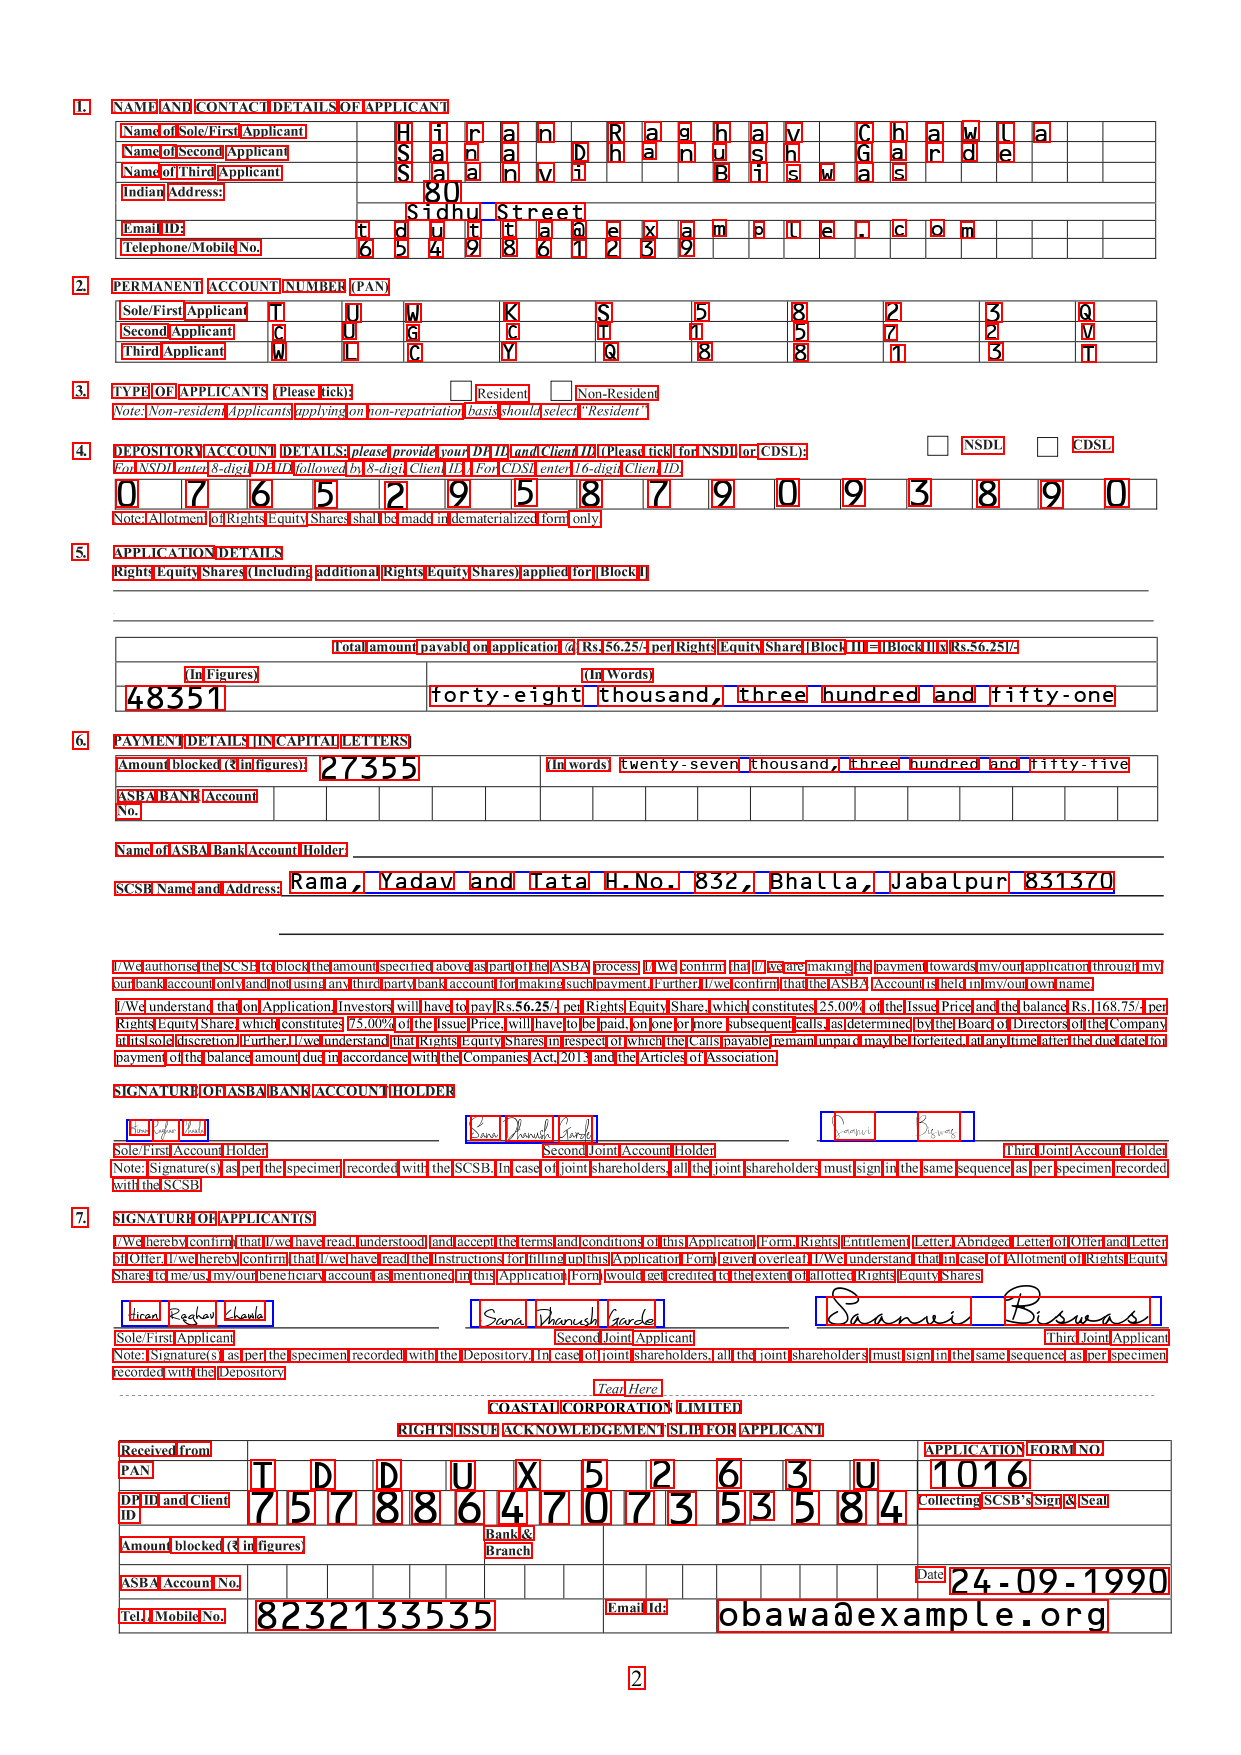 1. NAME AND CONTACT DETAILS OF APPLICANT
Name of Sole/First Applicant Hiran Raghav Chawla
Name of Second Applicant Sana Dhanush Garde
Name of Third Applicant Saanvi Biswas
Indian Address: 80
Sidhu Street
Email ID: tdutta@example.com
Telephone/Mobile No. 6549861239
2. PERMANENT ACCOUNT NUMBER (PAN)
Sole/First Applicant T U W K S 5 8 2 3 Q
Second Applicant C U G C T 1 5 7 2 V
Third Applicant W L C Y Q 8 8 1 3 T
3. TYPE OF APPLICANTS (Please tick): Resident Non-Resident
Note: Non-resident Applicants applying on non-repatriation basis should select "Resident"
4. DEPOSITORY ACCOUNT DETAILS: please provide your DP ID and Client ID (Please tick for NSDL or CDSL): NSDL CDSL
For NSDL enter 8-digit DP ID followed by 8-digit Client ID / For CDSL enter 16-digit Client ID.
0 7 6 5 2 9 5 8 7 9 0 9 3 8 9 0
Note: Allotment of Rights Equity Shares shall be made in dematerialized form only.
5. APPLICATION DETAILS
Rights Equity Shares (Including additional Rights Equity Shares) applied for [Block I]
Total amount payable on application @ Rs. 56.25/- per Rights Equity Share [Block II] = [Block I] x Rs.56.25]/-
(In Figures) (In Words)
48351 forty-eight thousand, three hundred and fifty-one
6. PAYMENT DETAILS [IN CAPITAL LETTERS]
Amount blocked (₹ in figures): 27355 (In words) twenty-seven thousand, three hundred and fifty-five
ASBA BANK Account
No.
Name of ASBA Bank Account Holder:
SCSB Name and Address: Rama, Yadav and Tata H.No. 832, Bhalla, Jabalpur 831370
I/We authorise the SCSB to block the amount specified above as part of the ASBA process. I/We confirm that I/ we are making the payment towards my/our application through my/
our bank account only and not using any third party bank account for making such payment. Further, I/we confirm that the ASBA Account is held in my/our own name.
I/We understand that on Application, Investors will have to pay Rs.56.25/- per Rights Equity Share, which constitutes 25.00% of the Issue Price and the balance Rs. 168.75/- per
Rights Equity Share, which constitutes 75.00% of the Issue Price, will have to be paid, on one or more subsequent calls, as determined by the Board of Directors of the Company
at its sole discretion. Further, I/we understand that Rights Equity Shares in respect of which the Calls payable remain unpaid may be forfeited, at any time after the due date for
payment of the balance amount due in accordance with the Companies Act, 2013 and the Articles of Association.
SIGNATURE OF ASBA BANK ACCOUNT HOLDER
Hiran Raghav Chawla Sana Dhanush Garde Saanvi Biswas
Sole/First Account Holder Second Joint Account Holder Third Joint Account Holder
Note: Signature(s) as per the specimen recorded with the SCSB. In case of joint shareholders, all the joint shareholders must sign in the same sequence as per specimen recorded
with the SCSB
7. SIGNATURE OF APPLICANT(S)
I/We hereby confirm that I/we have read, understood and accept the terms and conditions of this Application Form, Rights Entitlement Letter, Abridged Letter of Offer and Letter
of Offer. I/we hereby confirm that I/we have read the Instructions for filling up this Application Form given overleaf. I/We understand that in case of Allotment of Rights Equity
Shares to me/us, my/our beneficiary account as mentioned in this Application Form would get credited to the extent of allotted Rights Equity Shares
Hiran Raghav Chawla Sana Dhanush Garde Saanvi Biswas
Sole/First Applicant Second Joint Applicant Third Joint Applicant
Note: Signature(s) as per the specimen recorded with the Depository. In case of joint shareholders, all the joint shareholders must sign in the same sequence as per specimen
recorded with the Depository
Tear Here
COASTAL CORPORATION LIMITED
RIGHTS ISSUE ACKNOWLEDGEMENT SLIP FOR APPLICANT
Received from APPLICATION FORM NO.
PAN T D D U X 5 2 6 3 U 1016
DP ID and Client
ID 7 5 7 8 8 6 4 7 0 7 3 5 3 5 8 4 Collecting SCSB's Sign & Seal
Amount blocked (₹ in figures) Bank &
Branch
ASBA Account No. Date 24-09-1990
Tel., Mobile No. 8232133535 Email Id: obawa@example.org
2